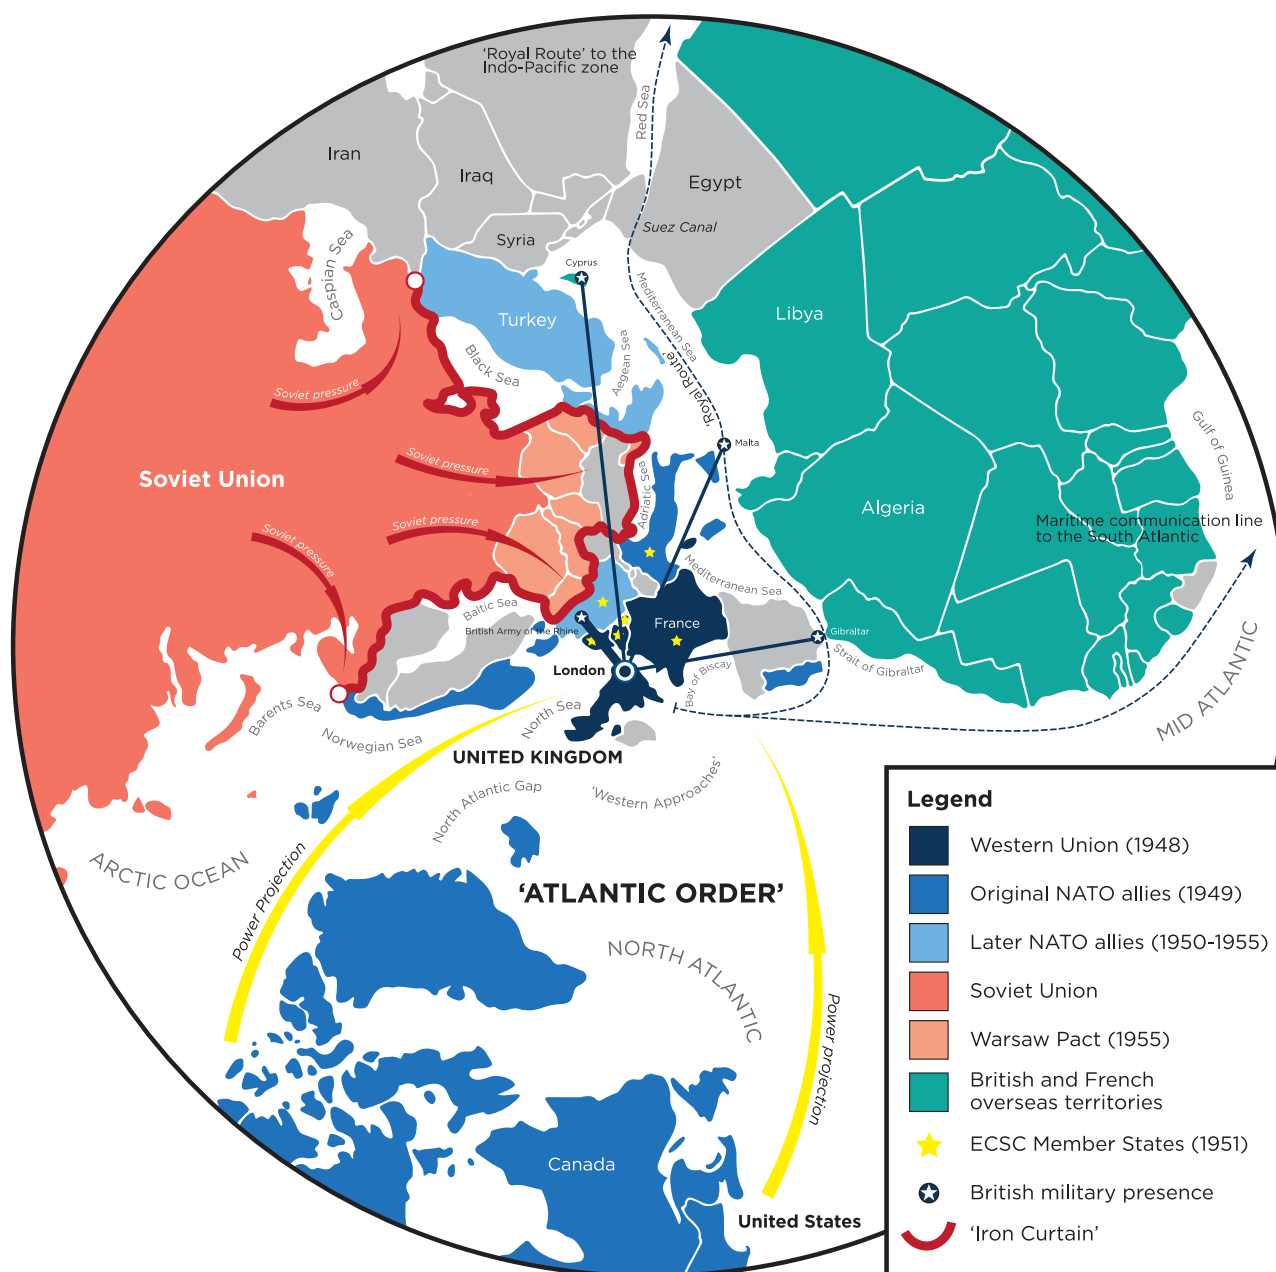 'Royal Route' to the
Indo-Pacific zone
Red Sea
Iran
Iraq
Egypt
Syria
Suez Canal
Caspian Sea
Cyprus
Mediterranean Sea
Turkey
Libya
Black Sea
Aegean Sea
'Royal Route'
Soviet pressure
Malta
Gulf of Guinea
Soviet pressure
Soviet Union
Adriatic Sea
Algeria
Soviet pressure
Soviet pressure
Maritime communication line
to the South Atlantic
Mediterranean Sea
Baltic Sea
British Army of the Rhine
France
Gibraltar
Strait of Gibraltar
London
Bay of Biscay
Barents Sea
Norwegian Sea
North Sea
MID ATLANTIC
UNITED KINGDOM
North Atlantic Gap
'Western Approaches'
ARCTIC OCEAN
Power Projection
'ATLANTIC ORDER'
NORTH ATLANTIC
Power projection
Canada
United States
Legend
Western Union (1948)
Original NATO allies (1949)
Later NATO allies (1950-1955)
Soviet Union
Warsaw Pact (1955)
British and French
overseas territories
ECSC Member States (1951)
British military presence
'Iron Curtain'